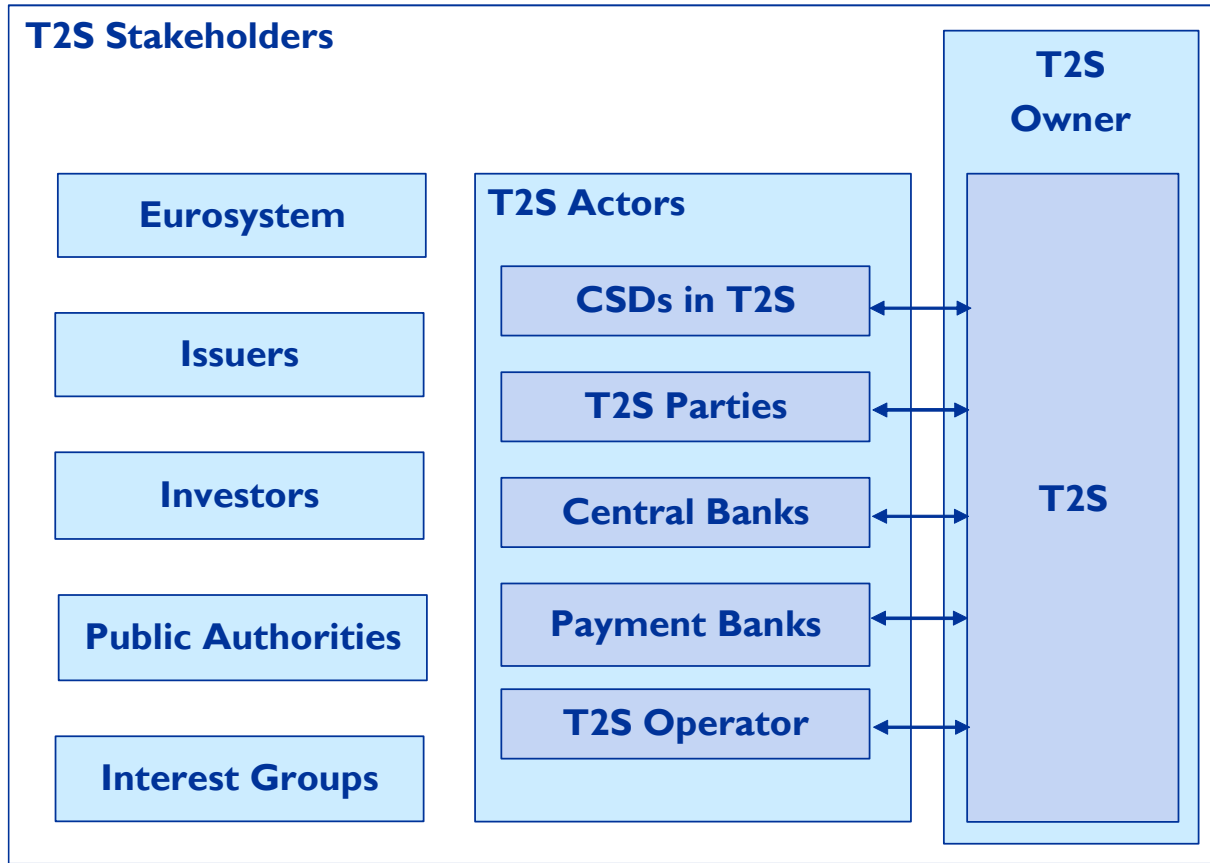 T2S Stakeholders
T2S
Owner
Eurosystem
Issuers
Investors
Public Authorities
Interest Groups
T2S Actors
CSDs in T2S
T2S Parties
Central Banks
Payment Banks
T2S Operator
T2S